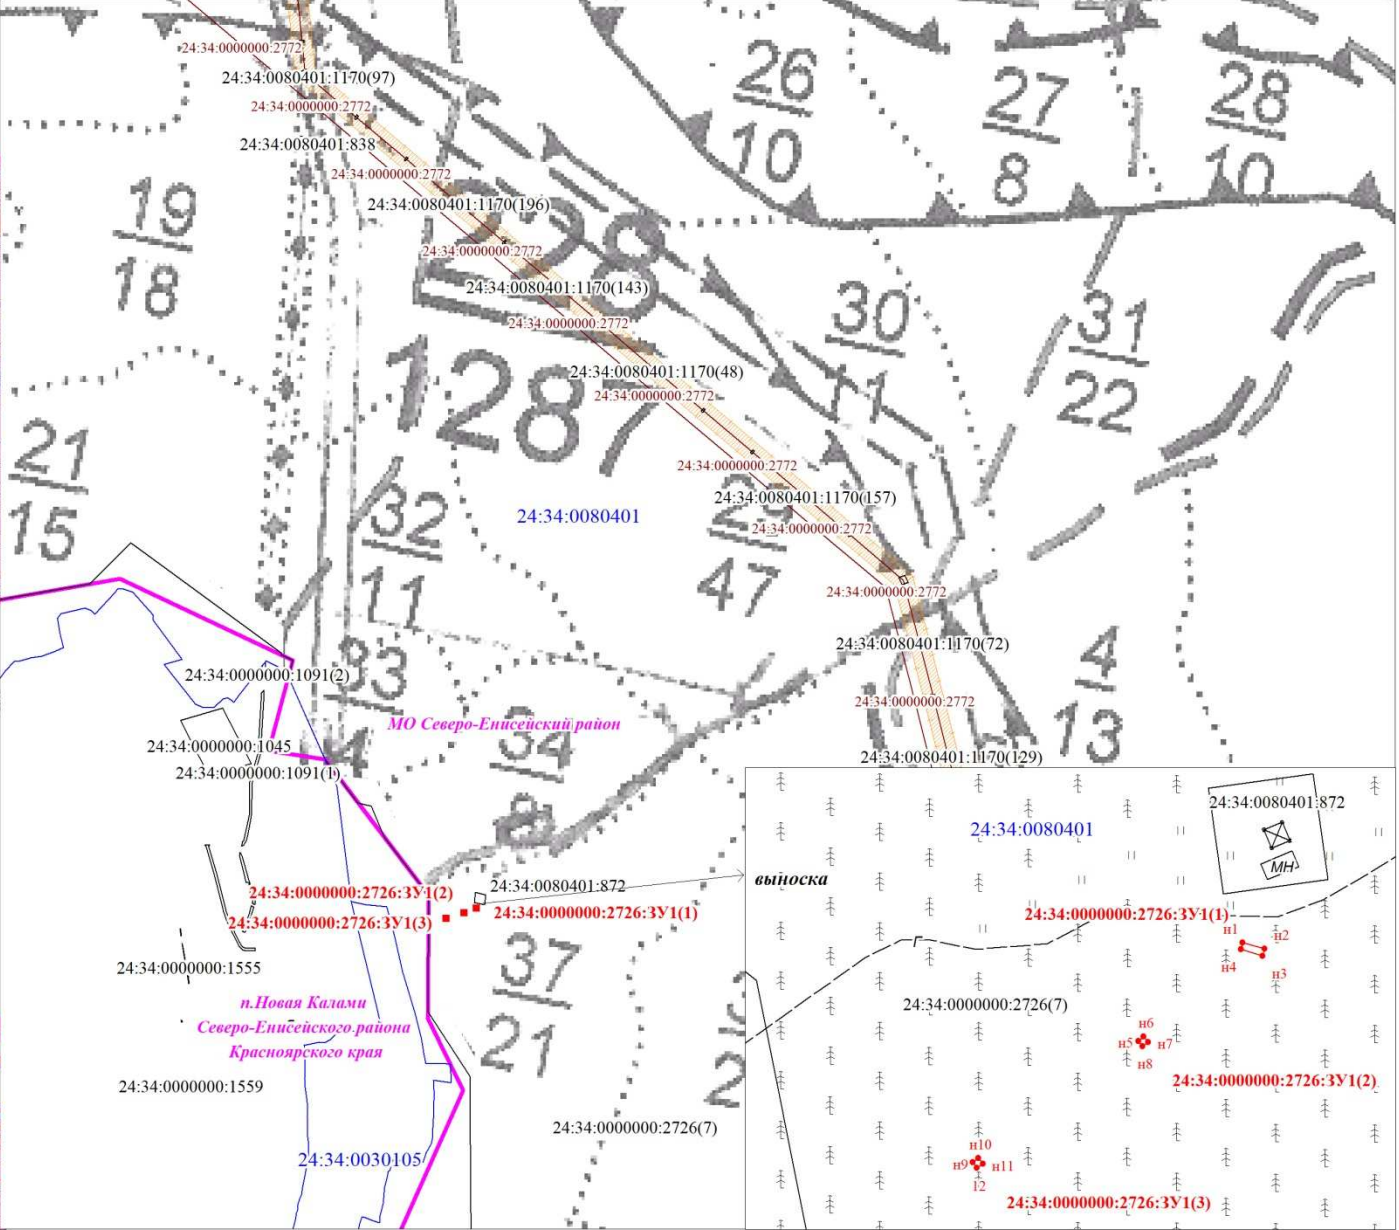 24:34:0000000:2772
24:34:0080401:1170(97)
24:34:0000000:2772
24:34:0080401:838
24:34:0000000:2772
24:34:0080401:1170(196)
24:34:0000000:2772
24:34:0080401:1170(143)
24:34:0000000:2772
24:34:0080401:1170(48)
24:34:0000000:2772
24:34:0000000:2772
24:34:0080401:1170(157)
24:34:0000000:2772
24:34:0000000:2772
24:34:0080401:1170(72)
24:34:0000000:2772
24:34:0080401:1170(129)
26
10
27
8
28
10
19
18
1287
30
11
31
22
21
15
32
11
47
33
4
34
8
4
13
37
21
24:34:0080401
24:34:0000000:1091(2)
МО Северо-Енисейский район
24:34:0000000:1045
24:34:0000000:1091(1)
24:34:0080401:872
24:34:0000000:2726:ЗУ1(2)
24:34:0000000:2726:ЗУ1(1)
24:34:0000000:2726:ЗУ1(3)
24:34:0000000:1555
п.Новая Калами
Северо-Енисейского района
Красноярского края
24:34:0000000:1559
24:34:0000000:2726(7)
24:34:0030105
выноска
24:34:0080401
24:34:0080401:872
МН
24:34:0000000:2726:ЗУ1(1)
н1
н2
н4
н3
24:34:0000000:2726(7)
н6
н5
н7
н8
24:34:0000000:2726:ЗУ1(2)
н10
н9
н11
12
24:34:0000000:2726:ЗУ1(3)